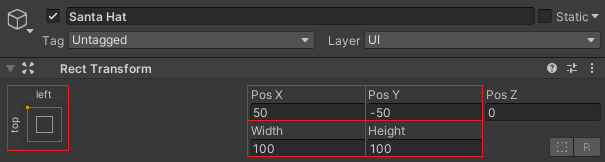 Santa Hat
Static
Tag Untagged Layer UI
Rect Transform
left
top
Pos X Pos Y Pos Z
50 -50 0
Width Height
100 100
R